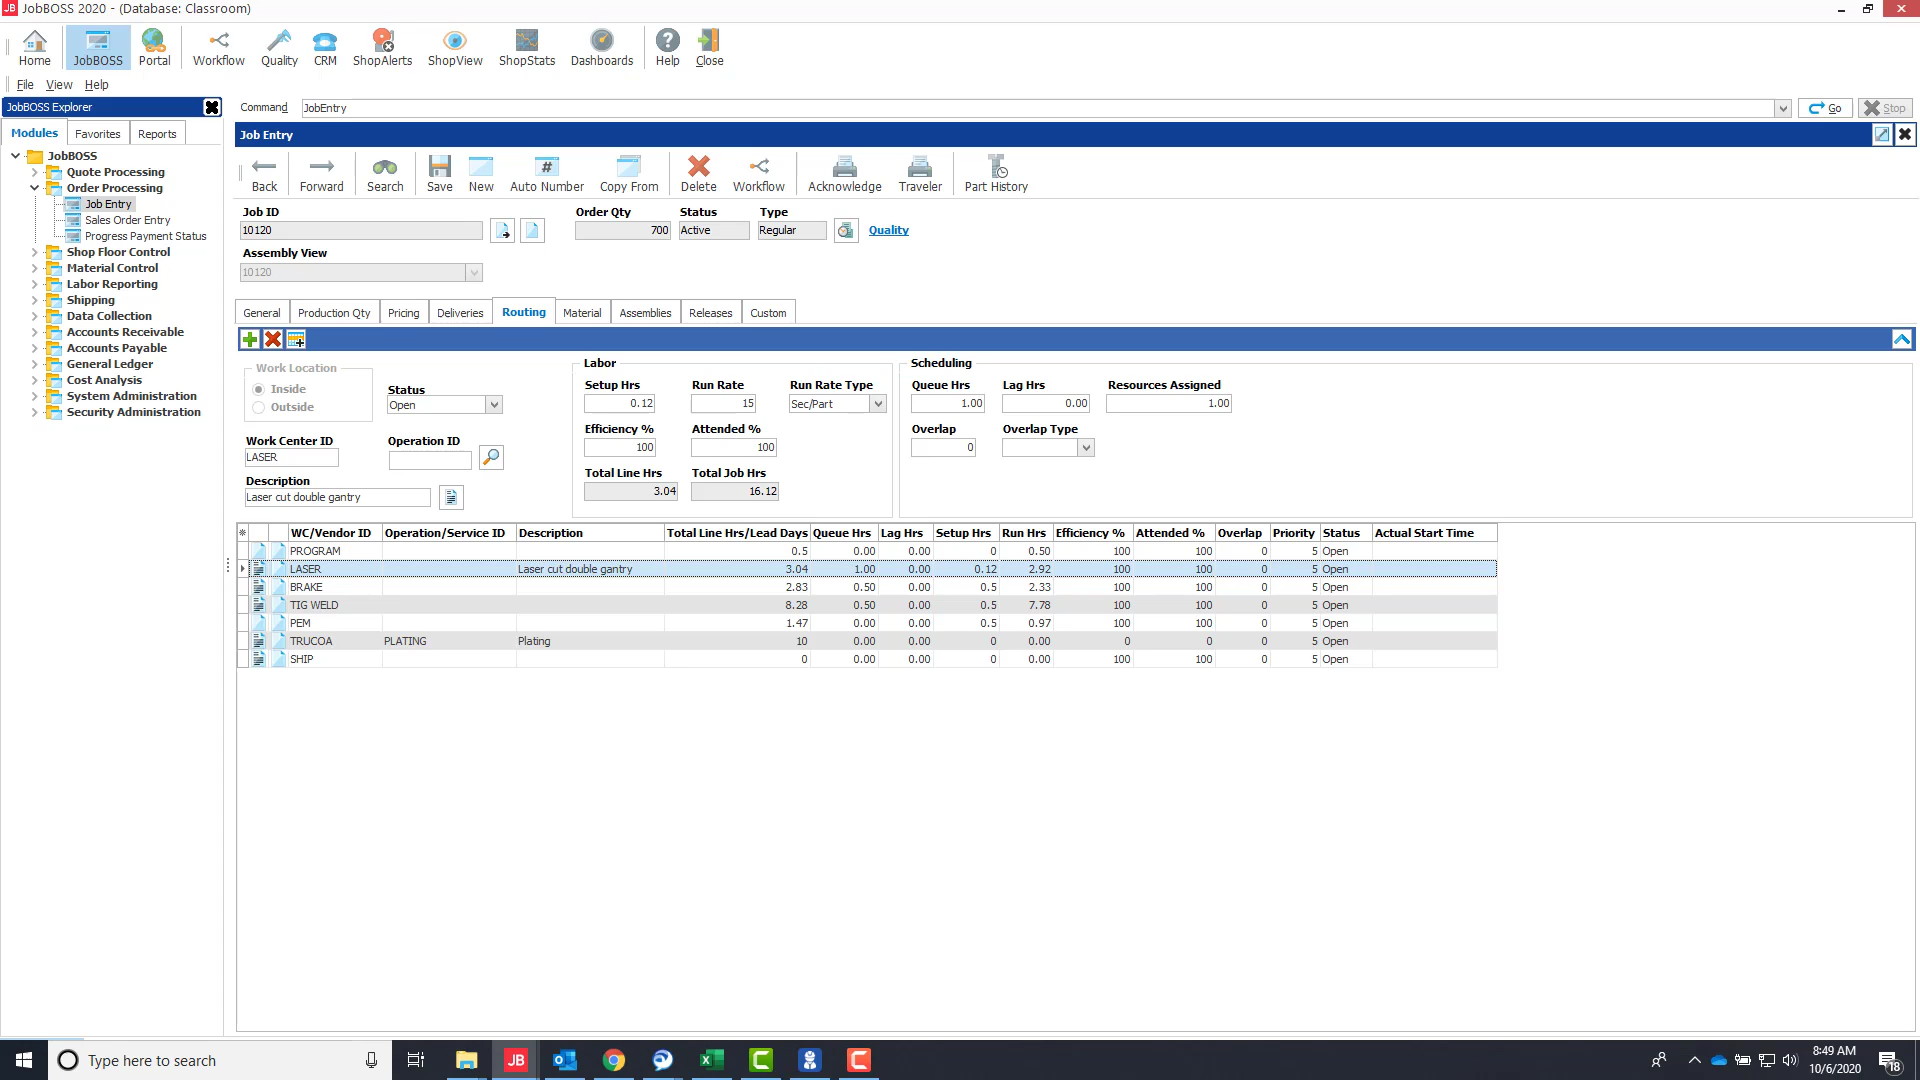 JB JobBOSS 2020 - (Database: Classroom)
Home JobBOSS Portal Workflow Quality CRM ShopAlerts ShopView ShopStats Dashboards Help Close
File View Help
JobBOSS Explorer
Command JobEntry Go Stop
Modules Favorites Reports
Job Entry
JobBOSS
Quote Processing
Order Processing
Job Entry
Sales Order Entry
Progress Payment Status
Shop Floor Control
Material Control
Labor Reporting
Shipping
Data Collection
Accounts Receivable
Accounts Payable
General Ledger
Cost Analysis
System Administration
Security Administration
Back Forward Search Save New # Auto Number Copy From Delete Workflow Acknowledge Traveler Part History
Job ID Order Qty Status Type
10120 700 Active Regular Quality
Assembly View
10120
General Production Qty Pricing Deliveries Routing Material Assemblies Releases Custom
Work Location Labor Scheduling
Inside Status Setup Hrs Run Rate Run Rate Type Queue Hrs Lag Hrs Resources Assigned
Outside Open 0.12 15 Sec/Part 1.00 0.00 1.00
Work Center ID Operation ID Efficiency % Attended % Overlap Overlap Type
LASER 100 100 0
Description Total Line Hrs Total Job Hrs
Laser cut double gantry 3.04 16.12
WC/Vendor ID Operation/Service ID Description Total Line Hrs/Lead Days Queue Hrs Lag Hrs Setup Hrs Run Hrs Efficiency % Attended % Overlap Priority Status Actual Start Time
PROGRAM 0.5 0.00 0.00 0 0.50 100 100 0 5 Open
LASER Laser cut double gantry 3.04 1.00 0.00 0.12 2.92 100 100 0 5 Open
BRAKE 2.83 0.50 0.00 0.5 2.33 100 100 0 5 Open
TIG WELD 8.28 0.50 0.00 0.5 7.78 100 100 0 5 Open
PEM 1.47 0.00 0.00 0.5 0.97 100 100 0 5 Open
TRUCOA PLATING Plating 10 0.00 0.00 0 0.00 0 0 0 5 Open
SHIP 0 0.00 0.00 0 0.00 100 100 0 5 Open
Type here to search JB 8:49 AM
10/6/2020 18